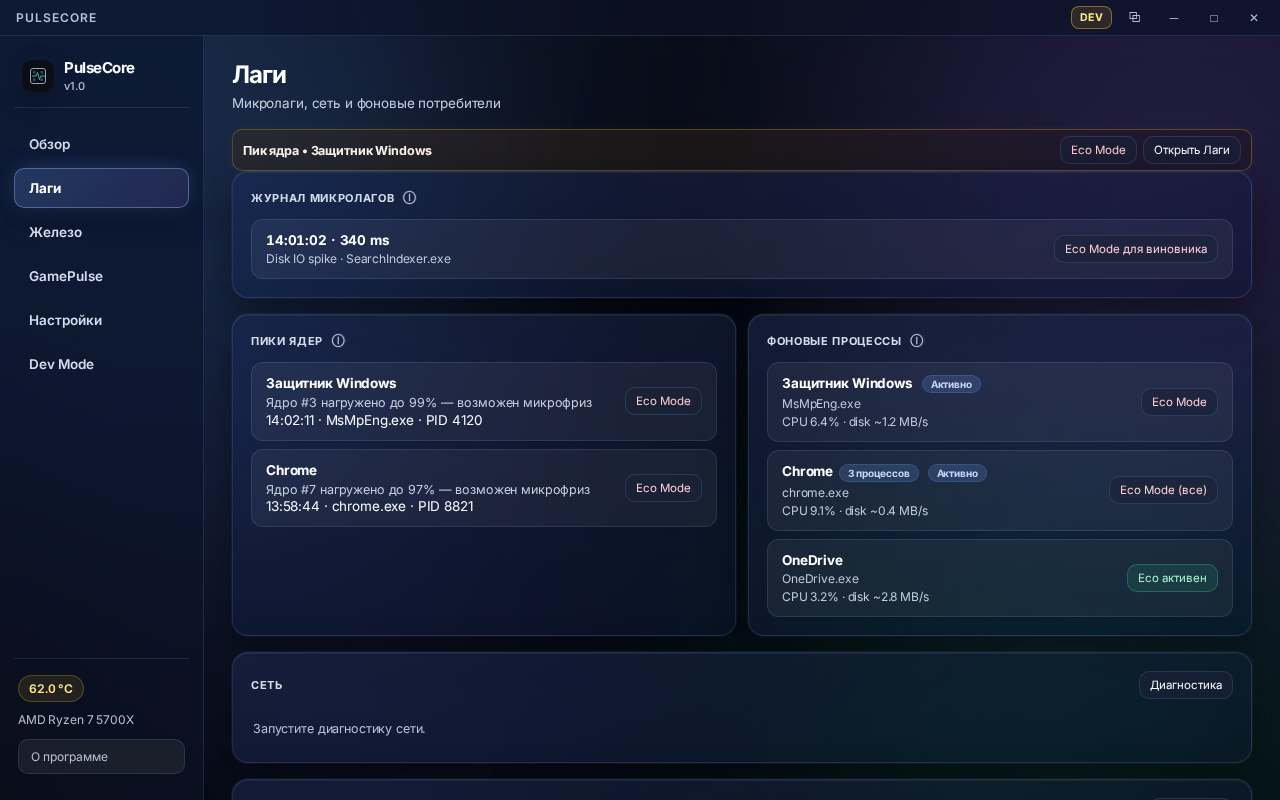 PULSECORE
DEV
PulseCore
v1.0
Обзор
Лаги
Железо
GamePulse
Настройки
Dev Mode
62.0 °C
AMD Ryzen 7 5700X
О программе
Лаги
Микролаги, сеть и фоновые потребители
Пик ядра • Защитник Windows
Eco Mode
Открыть Лаги
ЖУРНАЛ МИКРОЛАГОВ
14:01:02 · 340 ms
Disk IO spike · SearchIndexer.exe
Eco Mode для виновника
ПИКИ ЯДЕР
Защитник Windows
Ядро #3 нагружено до 99% — возможен микрофриз
14:02:11 · MsMpEng.exe · PID 4120
Eco Mode
Chrome
Ядро #7 нагружено до 97% — возможен микрофриз
13:58:44 · chrome.exe · PID 8821
Eco Mode
ФОНОВЫЕ ПРОЦЕССЫ
Защитник Windows Активно
MsMpEng.exe
CPU 6.4% · disk ~1.2 MB/s
Eco Mode
Chrome 3 процессов Активно
chrome.exe
CPU 9.1% · disk ~0.4 MB/s
Eco Mode (все)
OneDrive
OneDrive.exe
CPU 3.2% · disk ~2.8 MB/s
Eco активен
СЕТЬ
Диагностика
Запустите диагностику сети.